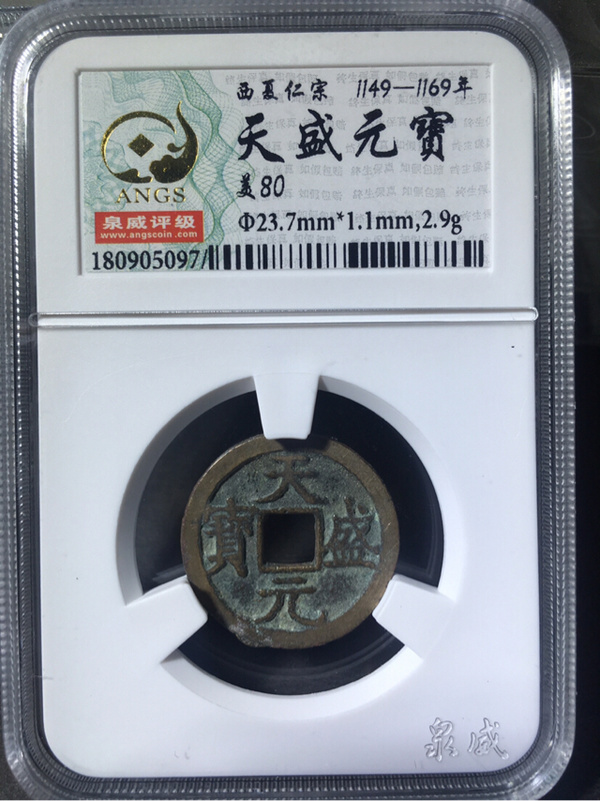 西夏仁宗 1149—1169年
天盛元寶
美80
Φ23.7mm*1.1mm,2.9g
ANGS
泉威评级
www.angscoin.com
180905097/
天
寶 盛
元
泉威